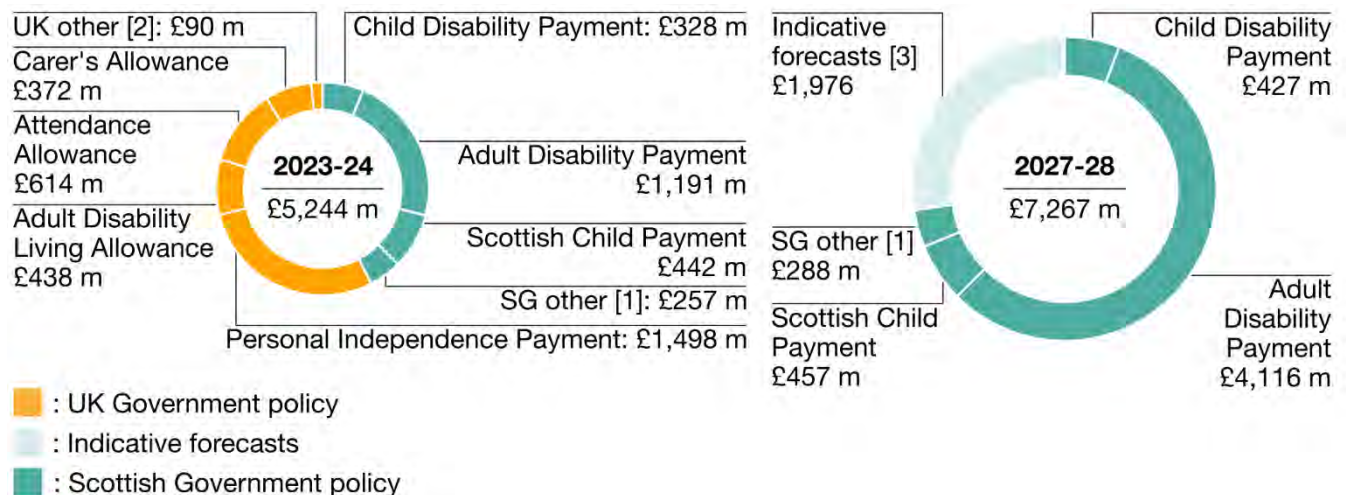 UK other [2]: £90 m
Carer's Allowance
£372 m
Attendance
Allowance
£614 m
Adult Disability
Living Allowance
£438 m
2023-24
£5,244 m
Child Disability Payment: £328 m
Adult Disability Payment
£1,191 m
Scottish Child Payment
£442 m
SG other [1]: £257 m
Personal Independence Payment: £1,498 m
Indicative
forecasts [3]
£1,976
SG other [1]
£288 m
Scottish Child
Payment
£457 m
2027-28
£7,267 m
Child Disability
Payment
£427 m
Adult
Disability
Payment
£4,116 m
: UK Government policy
: Indicative forecasts
: Scottish Government policy